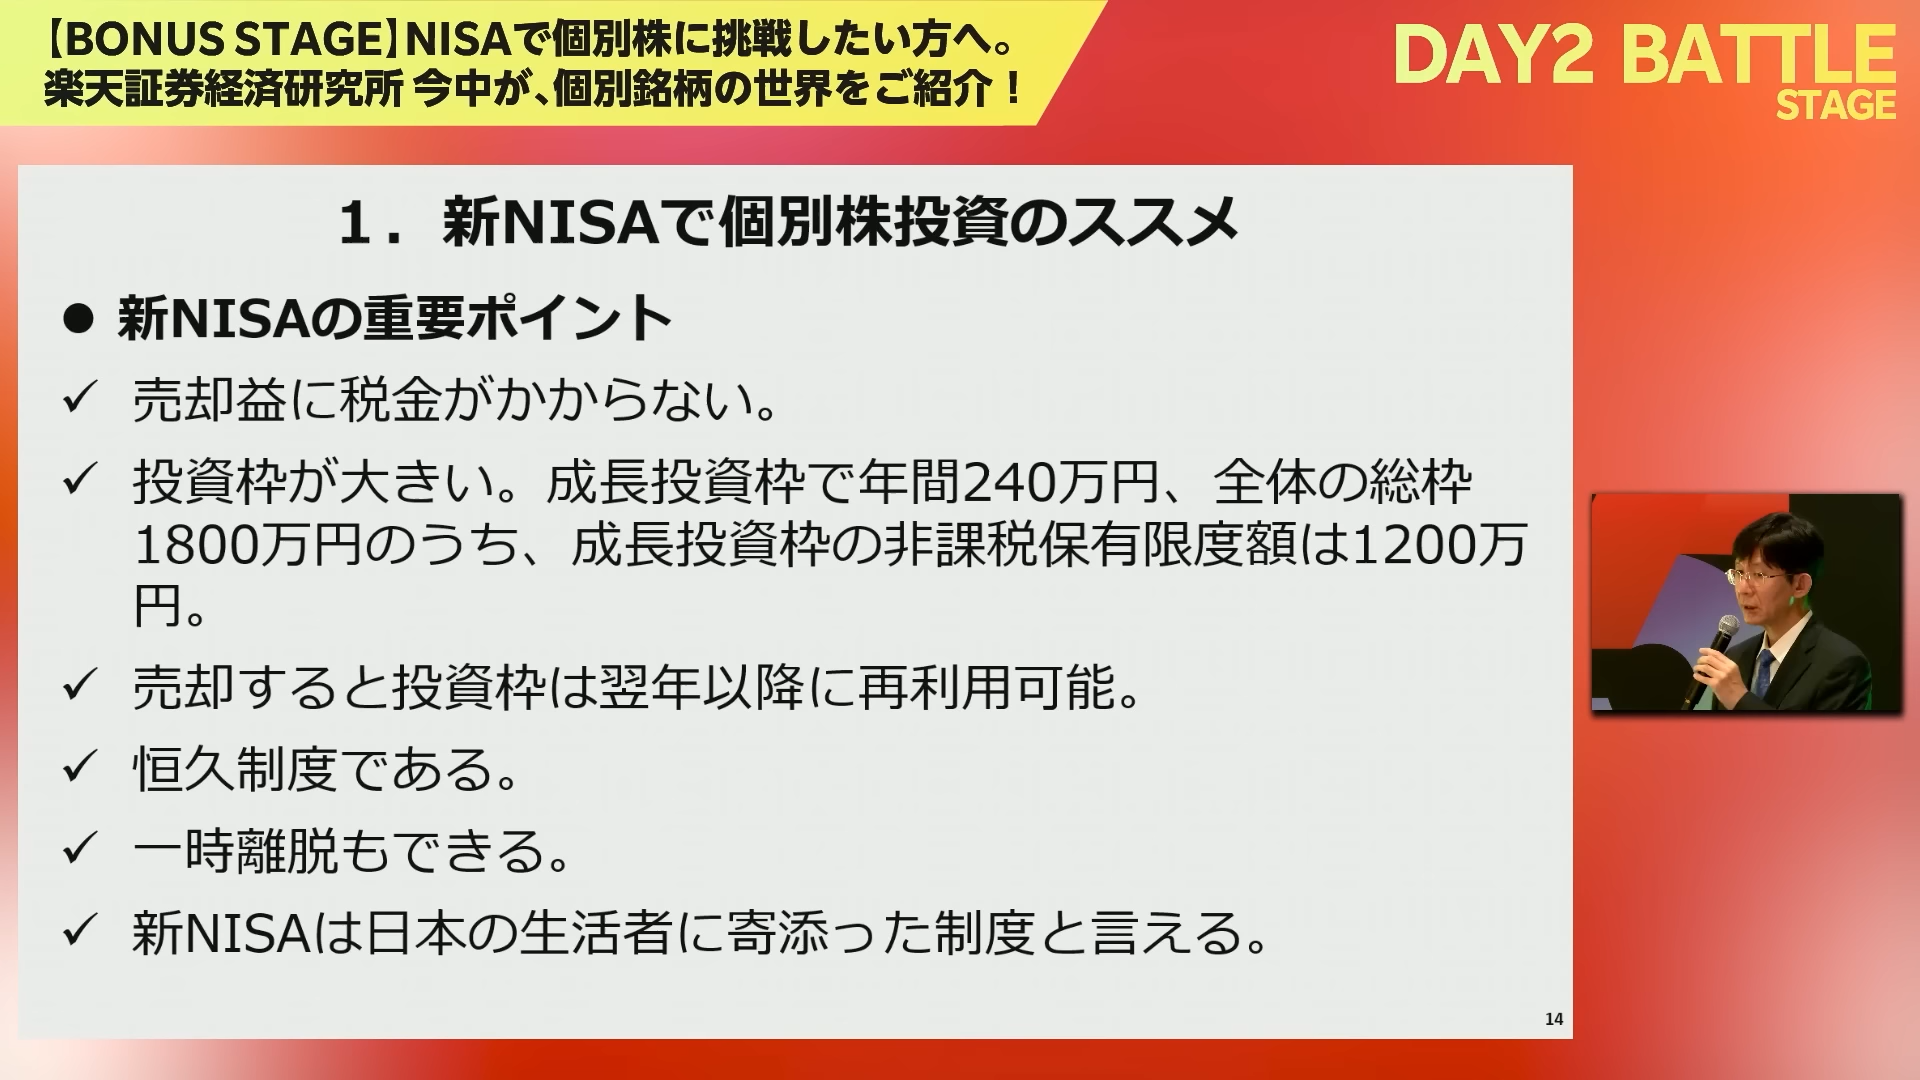 【BONUS STAGE】NISAで個別株に挑戦したい方へ。
楽天証券経済研究所 今中が、個別銘柄の世界をご紹介！
DAY2 BATTLE
STAGE
1．新NISAで個別株投資のススメ
● 新NISAの重要ポイント
✓ 売却益に税金がかからない。
✓ 投資枠が大きい。成長投資枠で年間240万円、全体の総枠
1800万円のうち、成長投資枠の非課税保有限度額は1200万
円。
✓ 売却すると投資枠は翌年以降に再利用可能。
✓ 恒久制度である。
✓ 一時離脱もできる。
✓ 新NISAは日本の生活者に寄添った制度と言える。
14